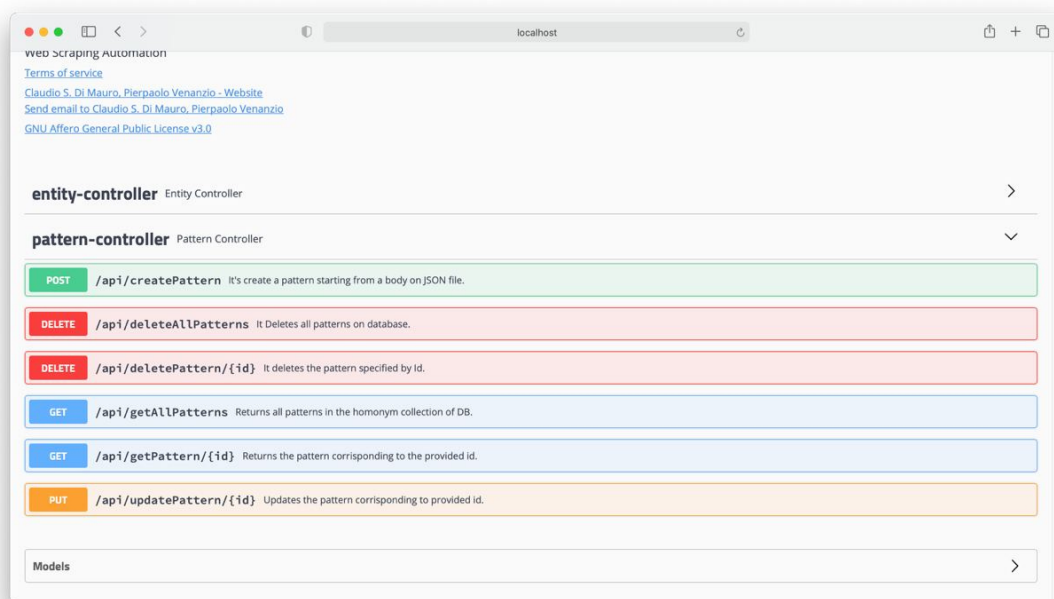 localhost
Web Scraping Automation
Terms of service
Claudio S. Di Mauro, Pierpaolo Venanzio - Website
Send email to Claudio S. Di Mauro, Pierpaolo Venanzio
GNU Affero General Public License v3.0
entity-controller Entity Controller
pattern-controller Pattern Controller
POST /api/createPattern It's create a pattern starting from a body on JSON file.
DELETE /api/deleteAllPatterns It Deletes all patterns on database.
DELETE /api/deletePattern/{id} It deletes the pattern specified by Id.
GET /api/getAllPatterns Returns all patterns in the homonym collection of DB.
GET /api/getPattern/{id} Returns the pattern corrisponding to the provided id.
PUT /api/updatePattern/{id} Updates the pattern corrisponding to provided id.
Models